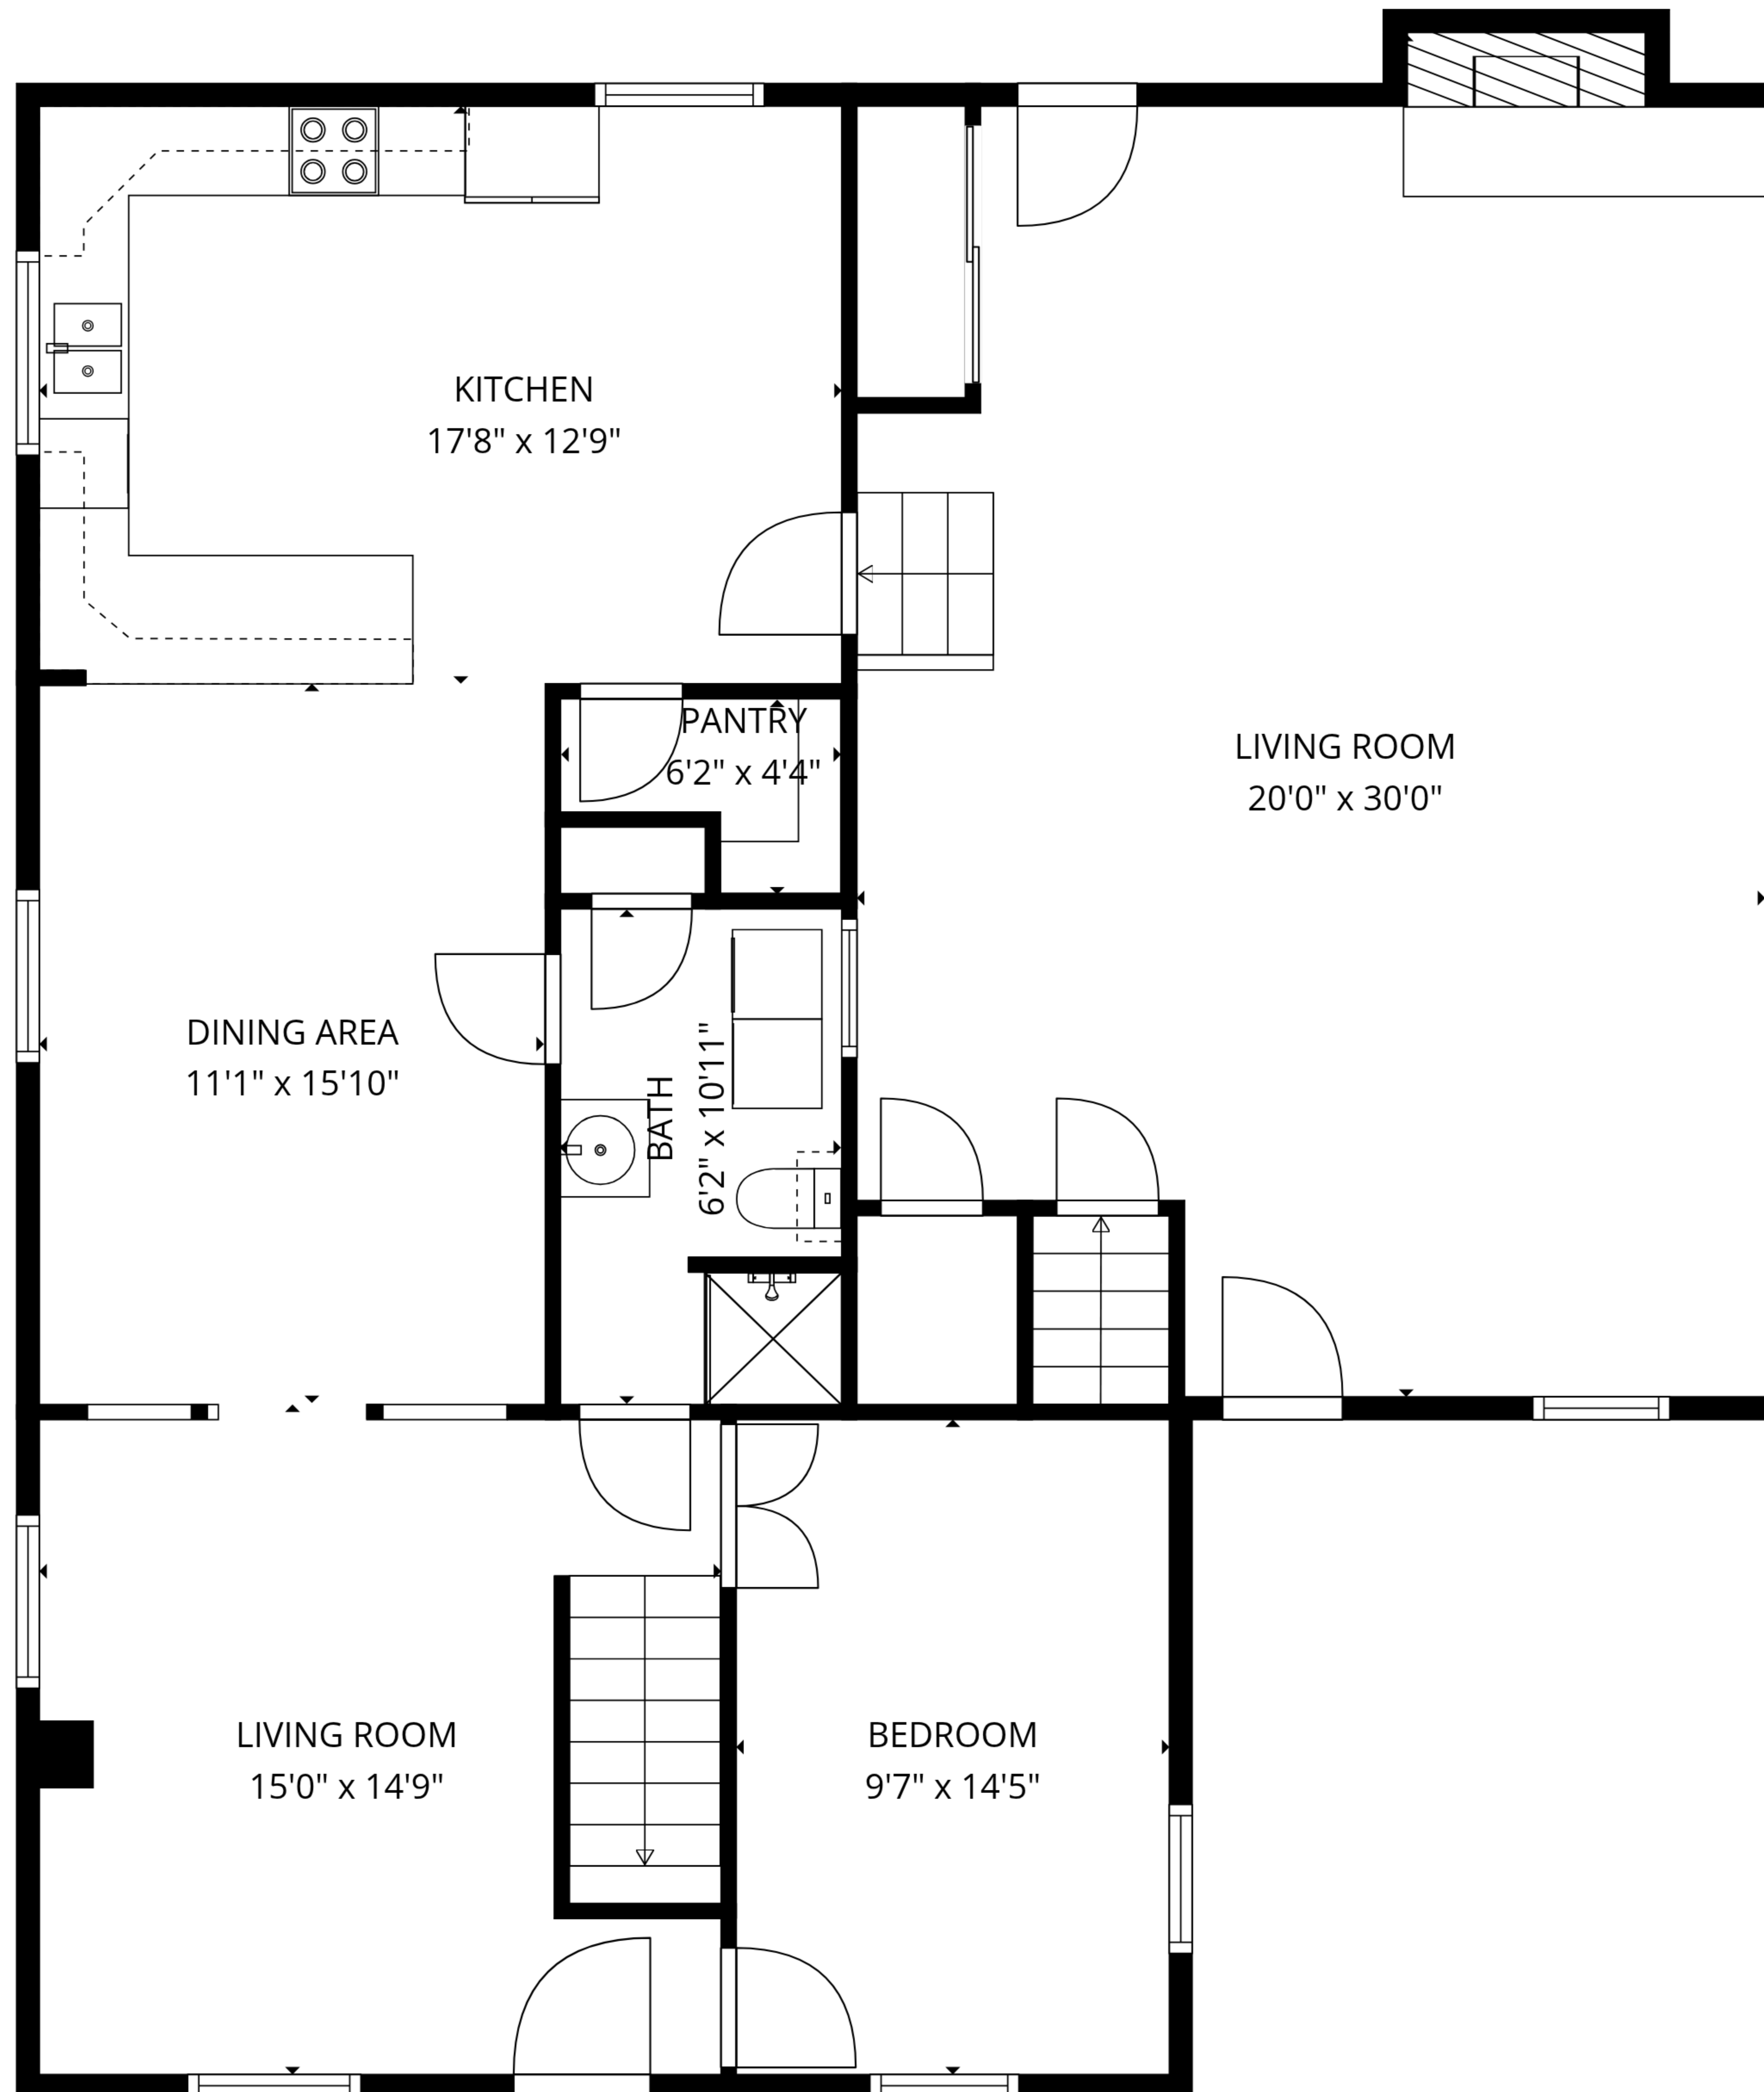 KITCHEN
17'8" x 12'9"
PANTRY
6'2" x 4'4"
LIVING ROOM
20'0" x 30'0"
DINING AREA
11'1" x 15'10"
BATH
6'2" x 10'11"
LIVING ROOM
15'0" x 14'9"
BEDROOM
9'7" x 14'5"